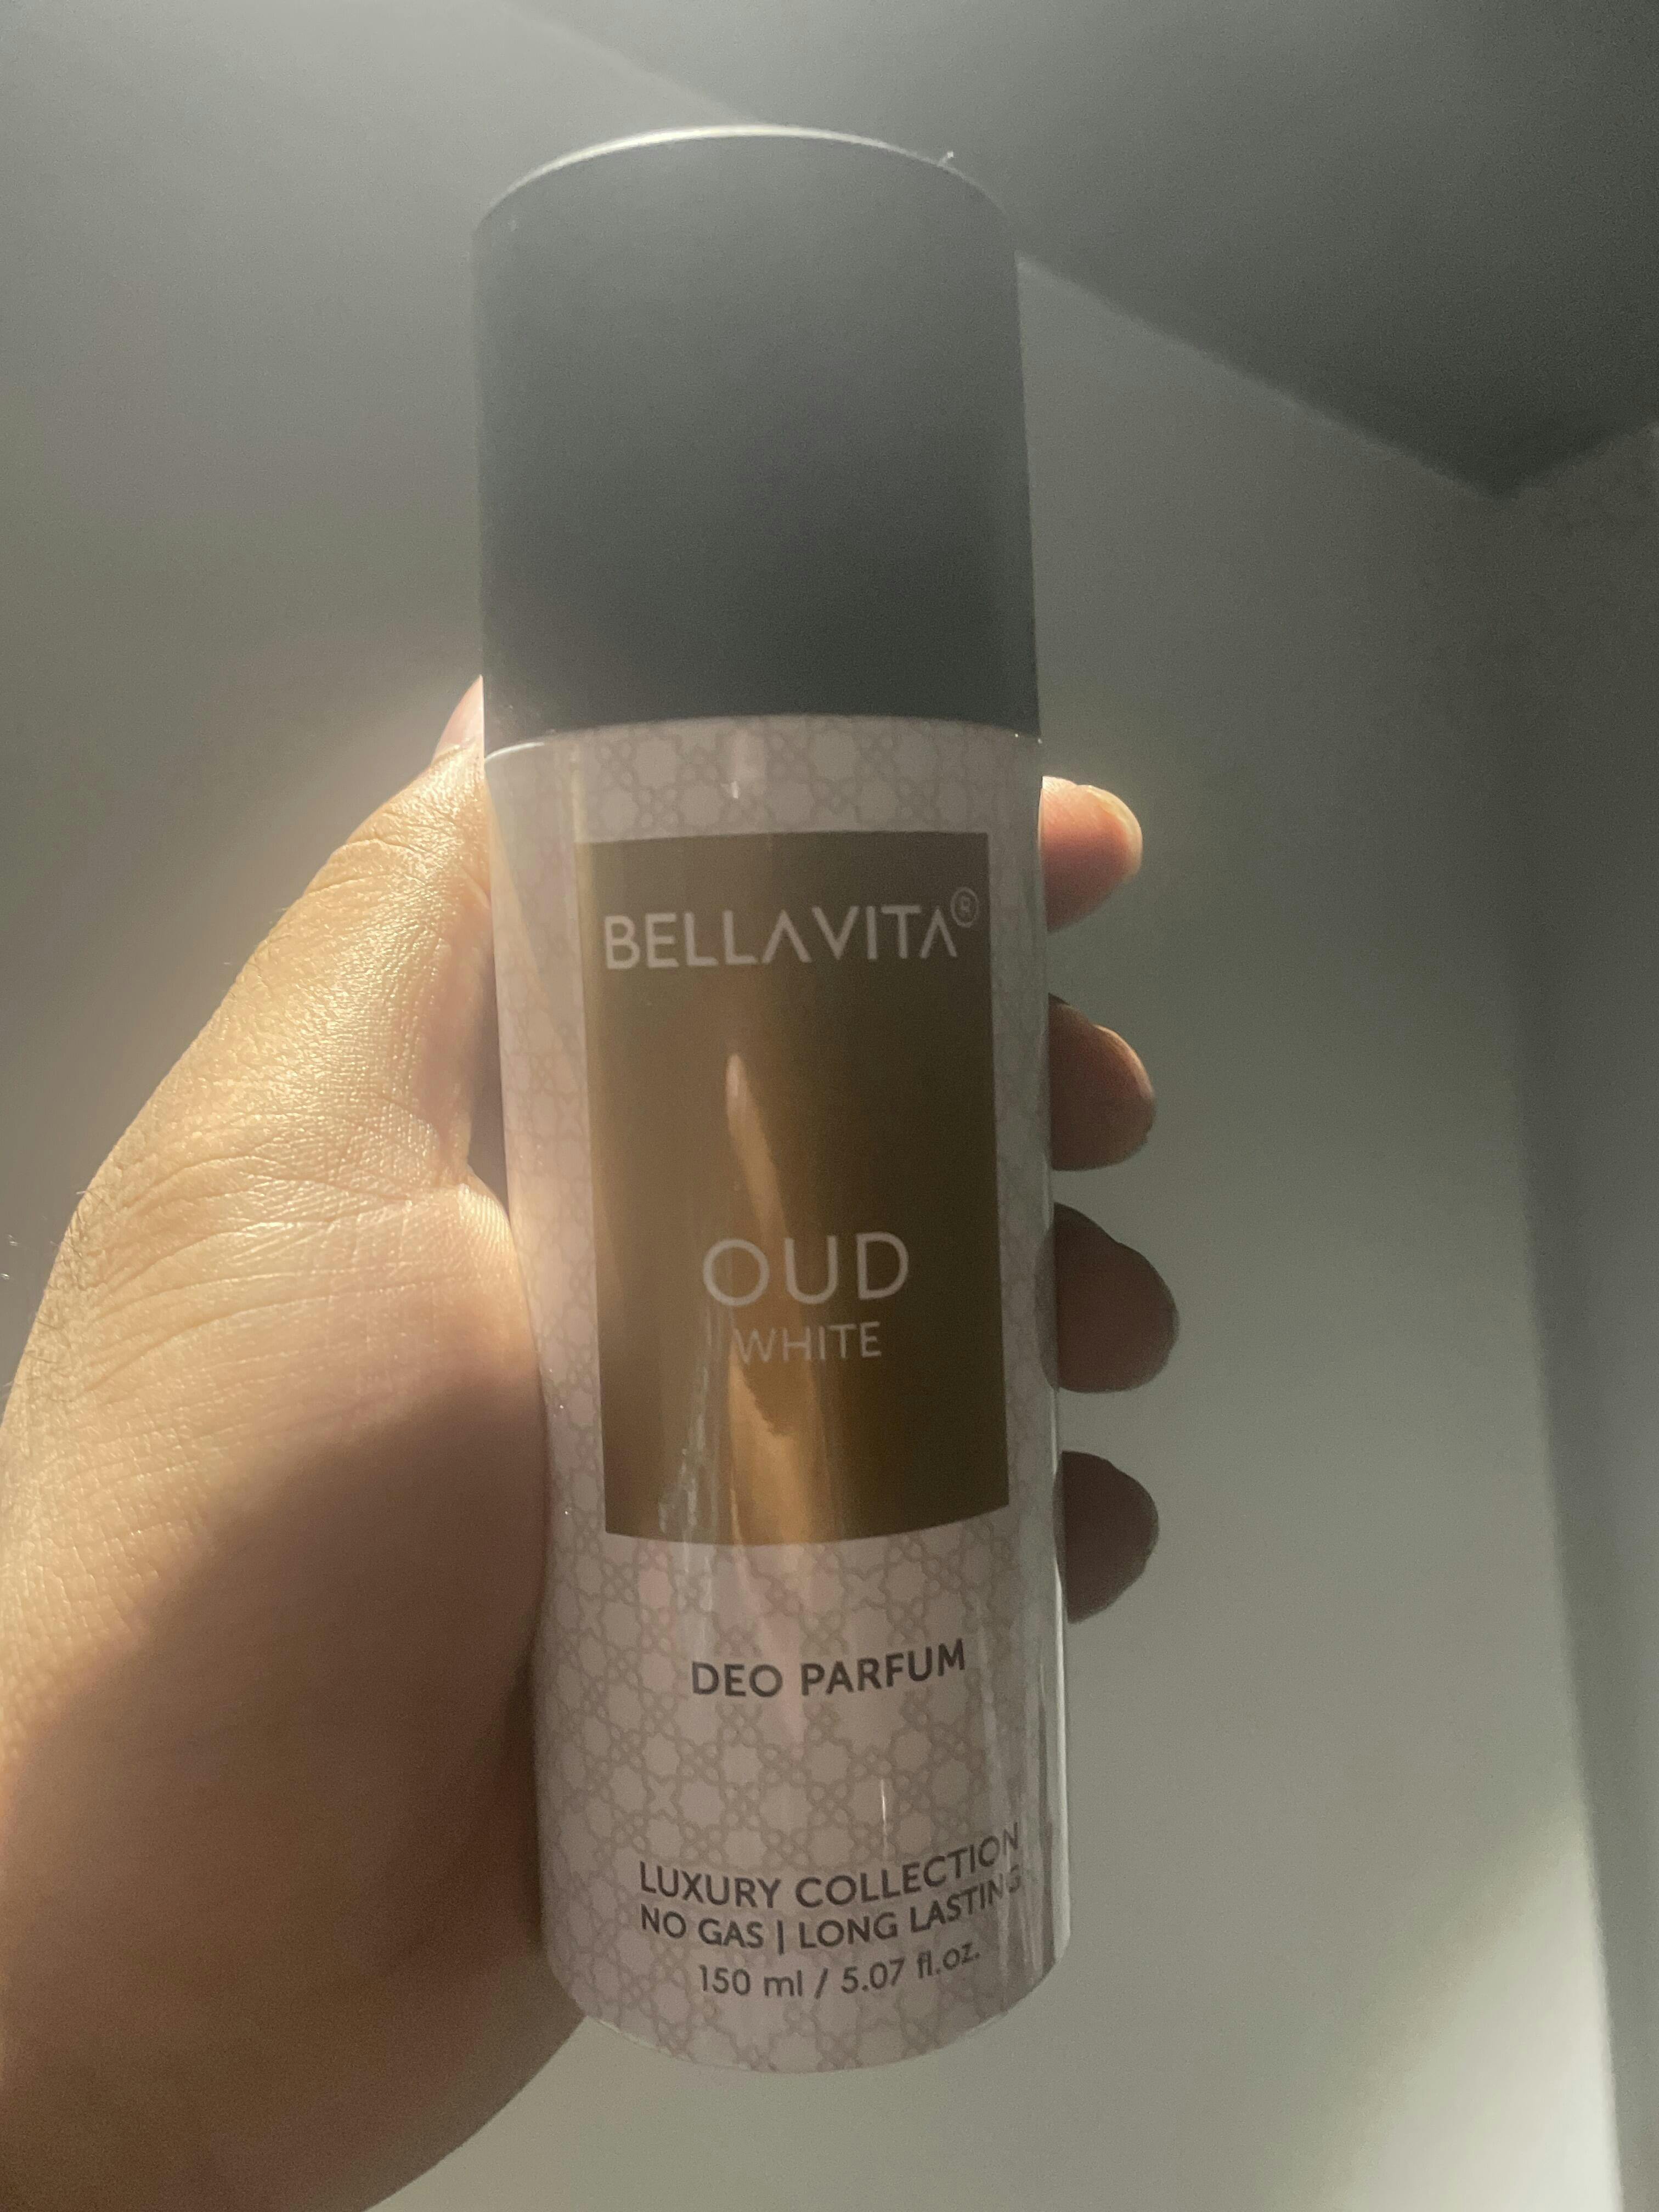 BELLAVITA®
OUD
WHITE
DEO PARFUM
LUXURY COLLECTION
NO GAS | LONG LASTING
150 ml / 5.07 fl.oz.